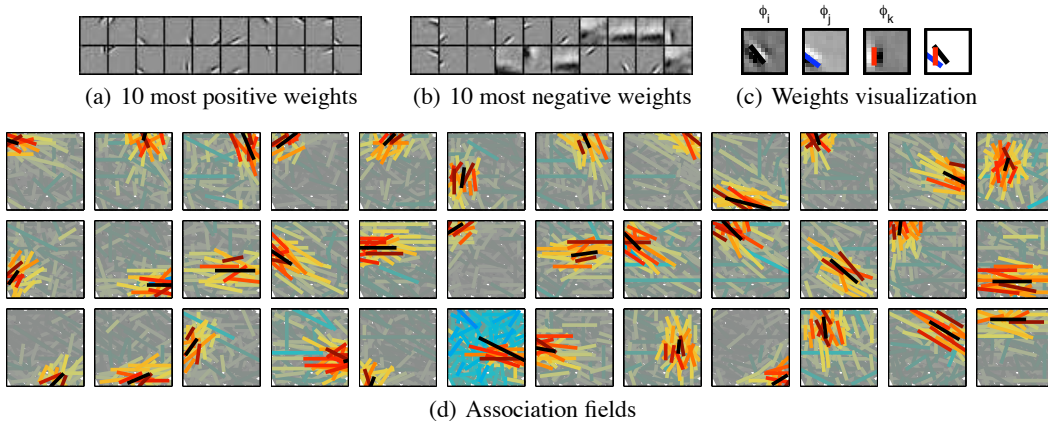 ϕi ϕj ϕk
(a) 10 most positive weights (b) 10 most negative weights (c) Weights visualization
(d) Association fields